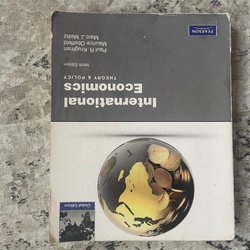 PEARSON
Paul R. Krugman
Maurice Obstfeld
Marc J. Melitz
Ninth Edition
THEORY & POLICY
International
Economics
Global Edition